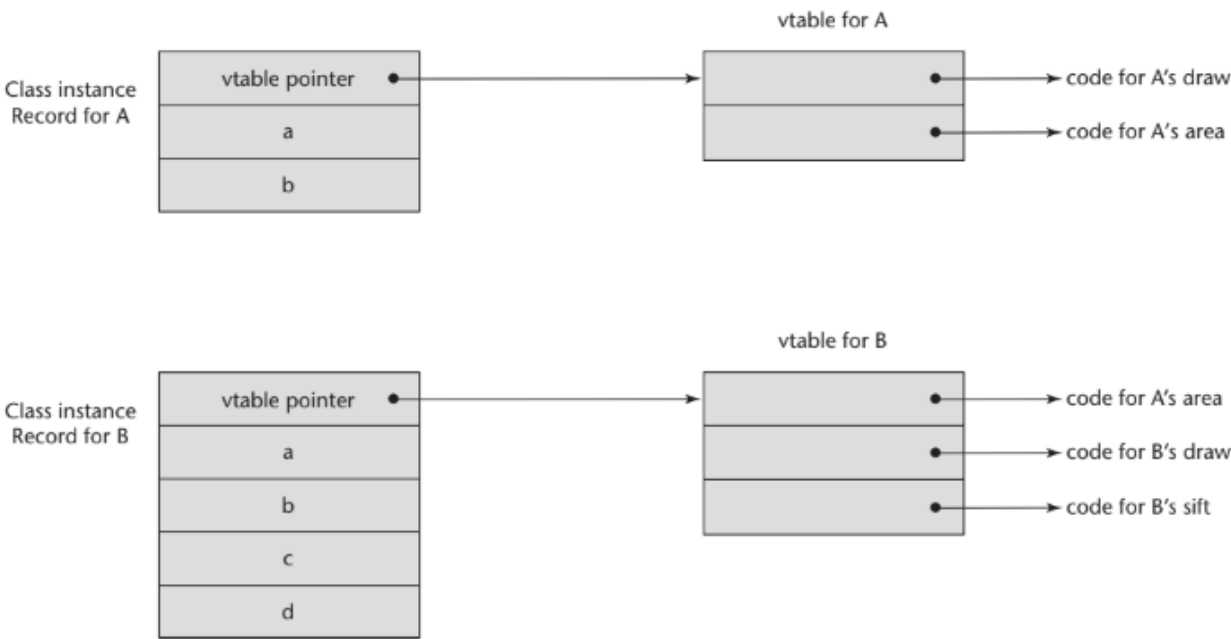 vtable for A
Class instance
Record for A
vtable pointer
a
b
code for A's draw
code for A's area
vtable for B
Class instance
Record for B
vtable pointer
a
b
c
d
code for A's area
code for B's draw
code for B's sift